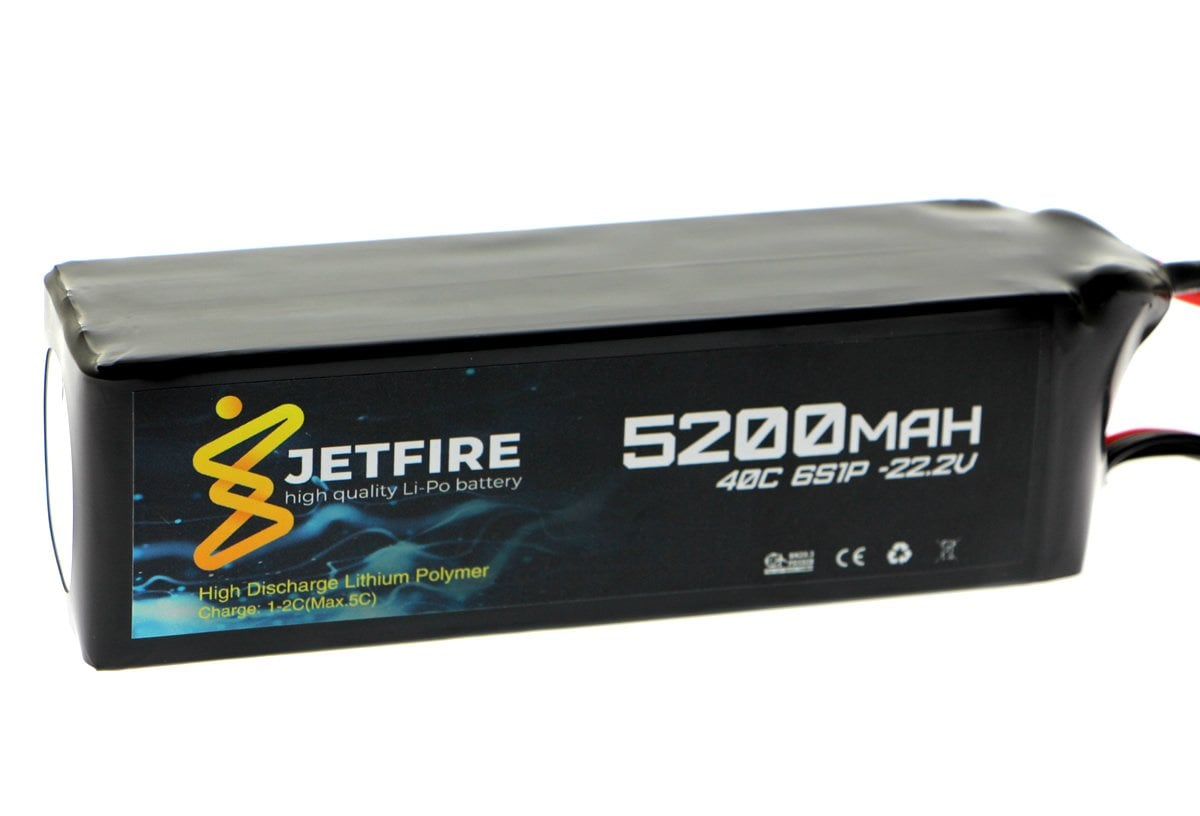 JETFIRE
high quality Li-Po battery
High Discharge Lithium Polymer
Charge: 1-2C(Max.5C)
5200MAH
40C 6S1P -22.2V
CE